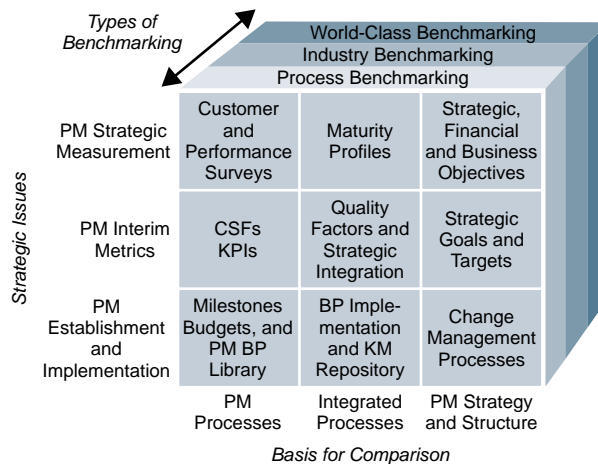 Types of
Benchmarking
World-Class Benchmarking
Industry Benchmarking
Process Benchmarking
Strategic Issues
PM Strategic
Measurement
Customer
and
Performance
Surveys
Maturity
Profiles
Strategic,
Financial
and Business
Objectives
PM Interim
Metrics
CSFs
KPIs
Quality
Factors and
Strategic
Integration
Strategic
Goals and
Targets
PM
Establishment
and
Implementation
Milestones
Budgets, and
PM BP
Library
BP Imple-
mentation
and KM
Repository
Change
Management
Processes
PM
Processes
Integrated
Processes
PM Strategy
and Structure
Basis for Comparison